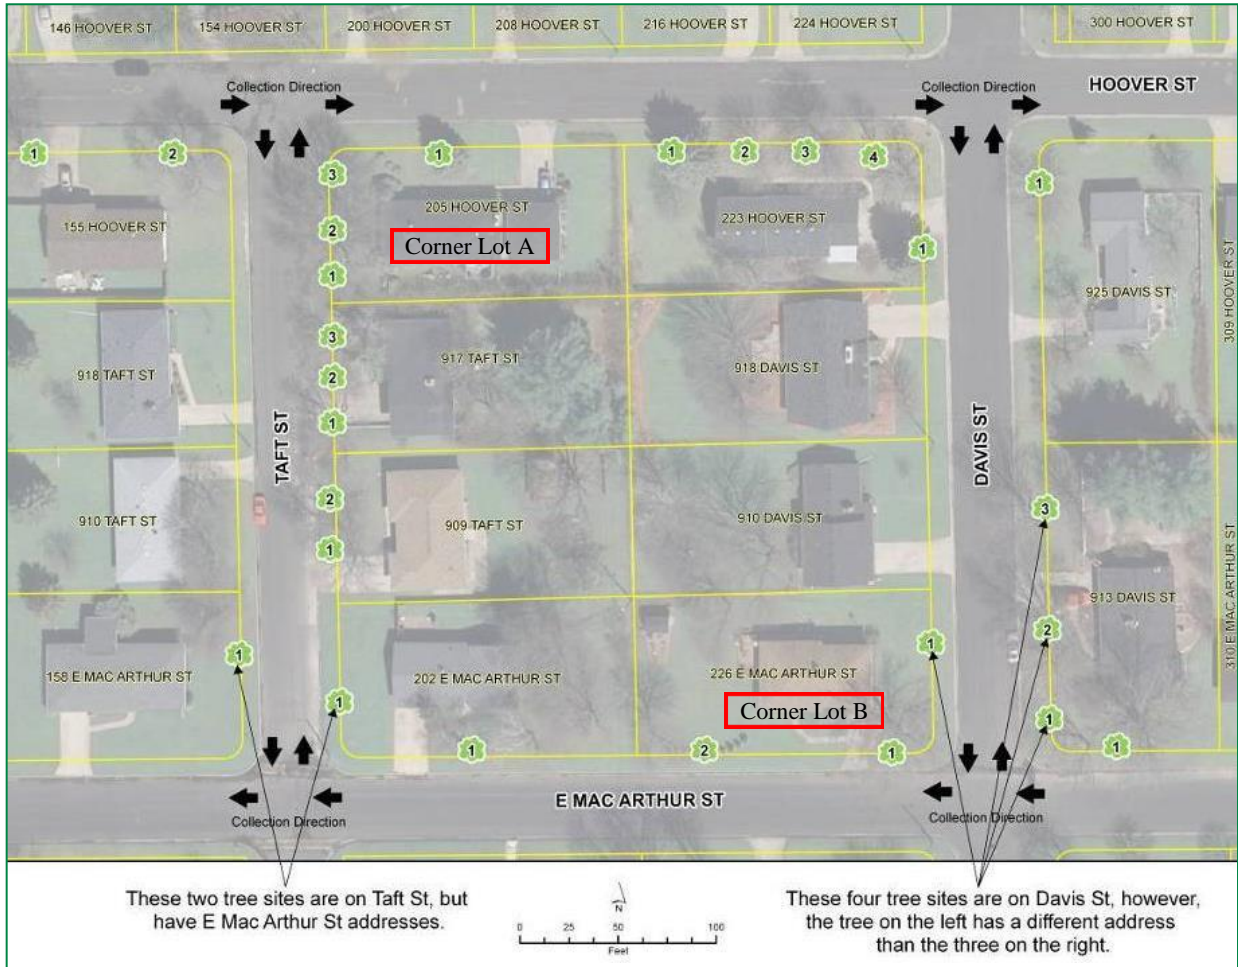 146 HOOVER ST
154 HOOVER ST
200 HOOVER ST
208 HOOVER ST
216 HOOVER ST
224 HOOVER ST
300 HOOVER ST
Collection Direction
Collection Direction
HOOVER ST
1
2
1
1
2
3
4
3
1
155 HOOVER ST
205 HOOVER ST
Corner Lot A
223 HOOVER ST
2
1
1
925 DAVIS ST
309 HOOVER ST
918 TAFT ST
3
917 TAFT ST
2
1
918 DAVIS ST
TAFT ST
DAVIS ST
910 TAFT ST
2
909 TAFT ST
1
910 DAVIS ST
3
913 DAVIS ST
310 E MAC ARTHUR ST
158 E MAC ARTHUR ST
1
202 E MAC ARTHUR ST
226 E MAC ARTHUR ST
1
2
Corner Lot B
1
1
1
2
1
1
E MAC ARTHUR ST
Collection Direction
Collection Direction
These two tree sites are on Taft St, but
have E Mac Arthur St addresses.
N
0 25 50 100
Feet
These four tree sites are on Davis St, however,
the tree on the left has a different address
than the three on the right.